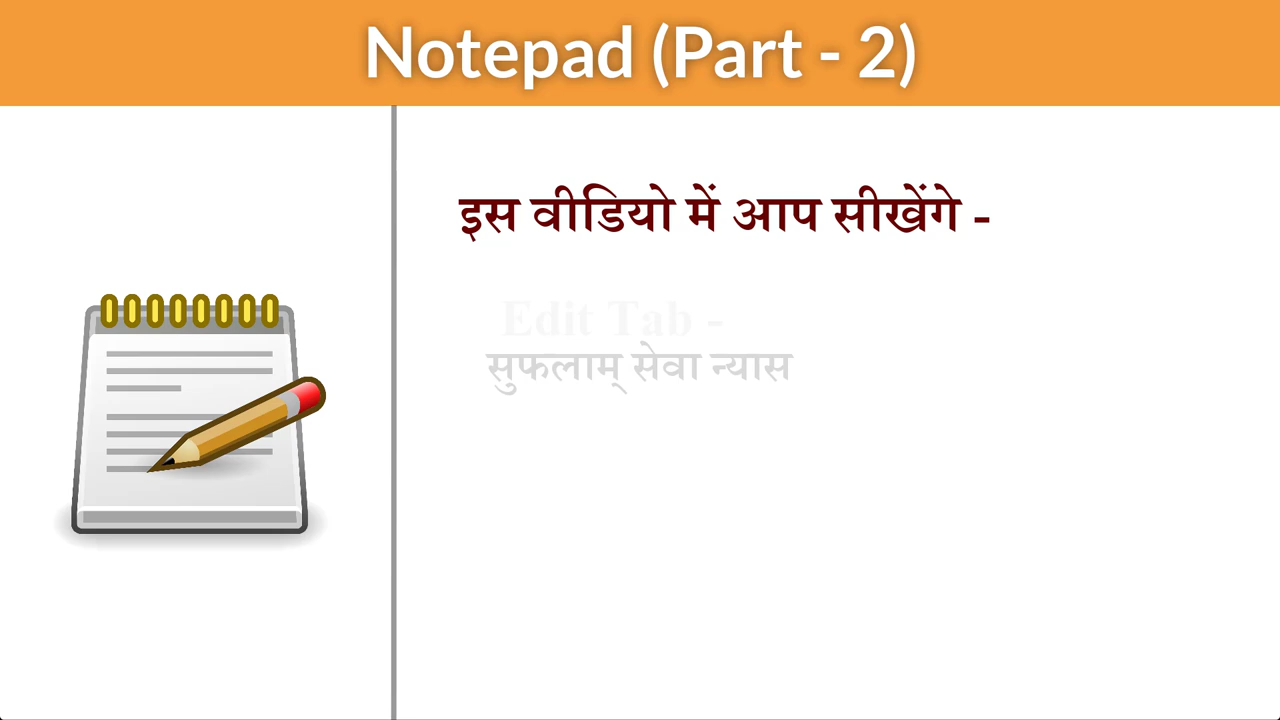 Notepad (Part - 2)
इस वीडियो में आप सीखेंगे -
Edit Tab -
सुफलाम् सेवा न्यास